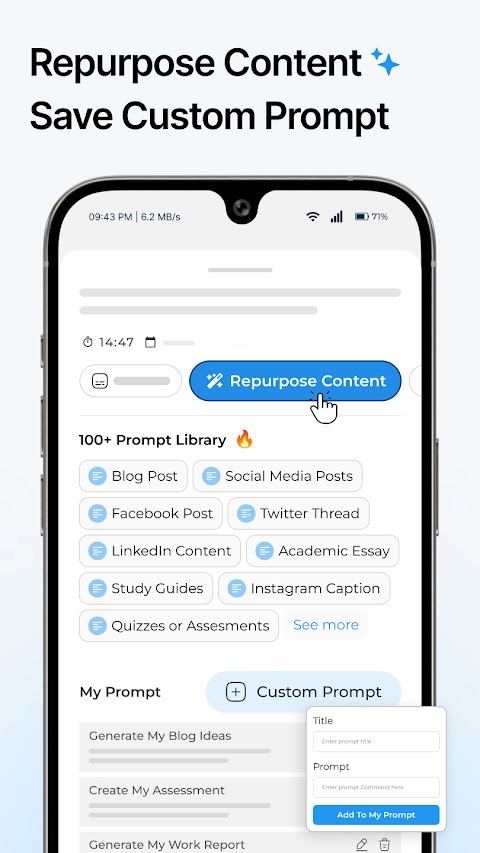 Repurpose Content
Save Custom Prompt
09:43 PM | 6.2 MB/s
71%
14:47
Repurpose Content
100+ Prompt Library
Blog Post
Social Media Posts
Facebook Post
Twitter Thread
LinkedIn Content
Academic Essay
Study Guides
Instagram Caption
Quizzes or Assesments
See more
My Prompt
Custom Prompt
Generate My Blog Ideas
Create My Assessment
Generate My Work Report
Title
Enter prompt title
Prompt
Enter prompt Command here
Add To My Prompt